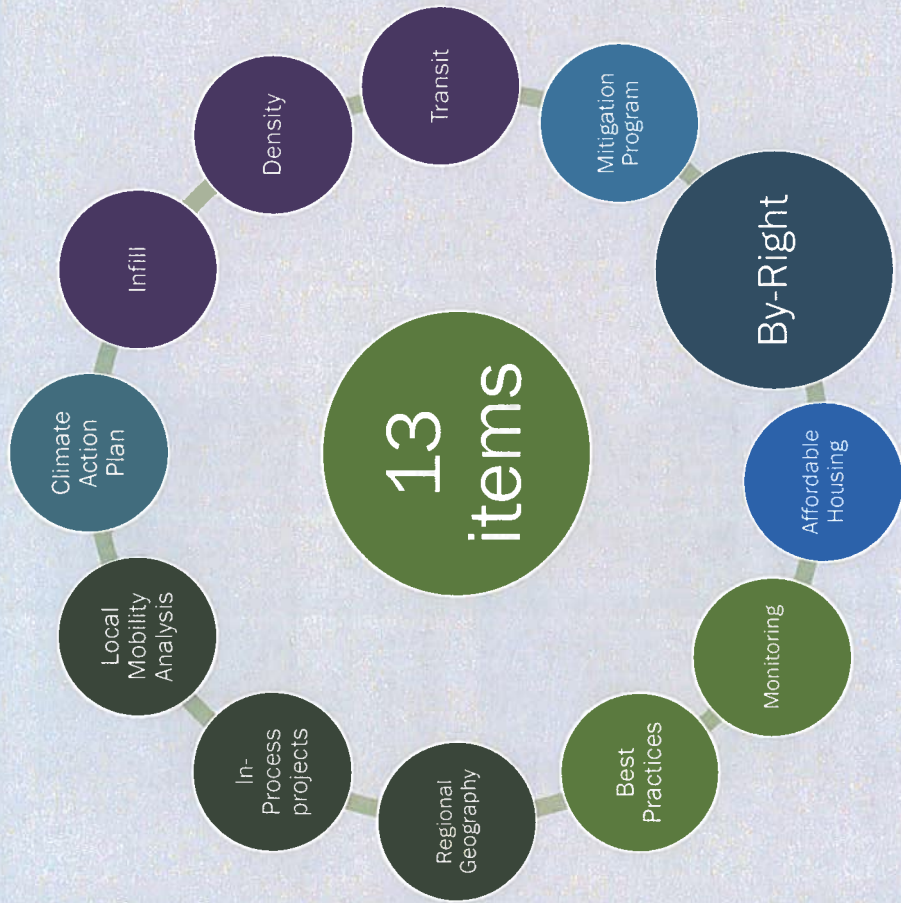 13
items
Climate
Action
Plan
Infill
Density
Transit
Mitigation
Program
By-Right
Affordable
Housing
Monitoring
Best
Practices
Regional
Geography
In-
Process
projects
Local
Mobility
Analysis